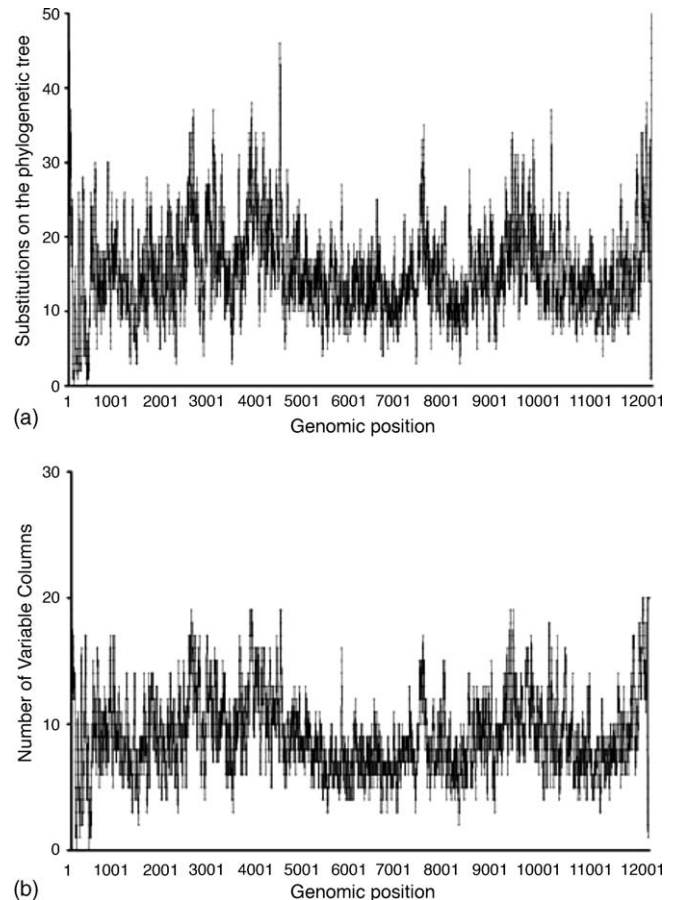 50
40
30
20
10
0
Substitutions on the phylogenetic tree
1 1001 2001 3001 4001 5001 6001 7001 8001 9001 10001 11001 12001
(a)
Genomic position
30
20
10
0
Number of Variable Columns
1 1001 2001 3001 4001 5001 6001 7001 8001 9001 10001 11001 12001
(b)
Genomic position